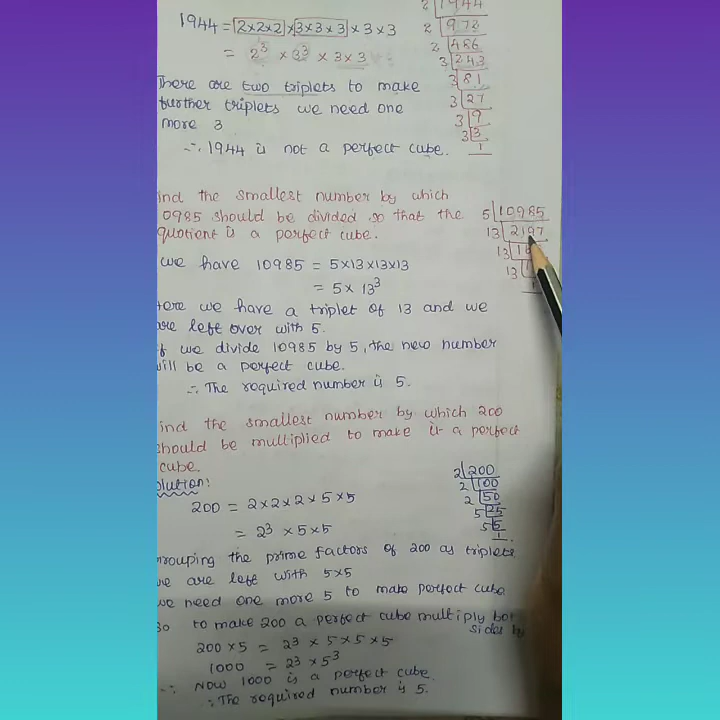 1944 = 2×2×2 × 3×3×3 × 3×3
= 2³ × 3³ × 3×3
There are two triplets to make
further triplets we need one
more 3
∴ 1944 is not a perfect cube.
2 1944
2 973
2 486
3 243
3 81
3 27
3 9
3 3
1
ind the smallest number by which
0985 should be divided so that the
quotient is a perfect cube.
we have 10985 = 5×13×13×13
= 5 × 13³
ere we have a triplet of 13 and we
are left over with 5.
if we divide 10985 by 5, the new number
will be a perfect cube.
∴ The required number is 5.
5 10985
13 2197
13
13
ind the smallest number by which 200
should be multiplied to make it a perfect
cube.
olution:
200 = 2×2×2×5×5
= 2³ × 5×5
2 200
2 100
2 50
5 25
5 5
1.
rouping the prime factors of 200 as triplets
we are left with 5×5
we need one more 5 to make perfect cube
so to make 200 a perfect cube multiply
sides by
200×5 = 2³ × 5×5×5
1000 = 2³ × 5³
∴ Now 1000 is a perfect cube.
∴ The required number is 5.